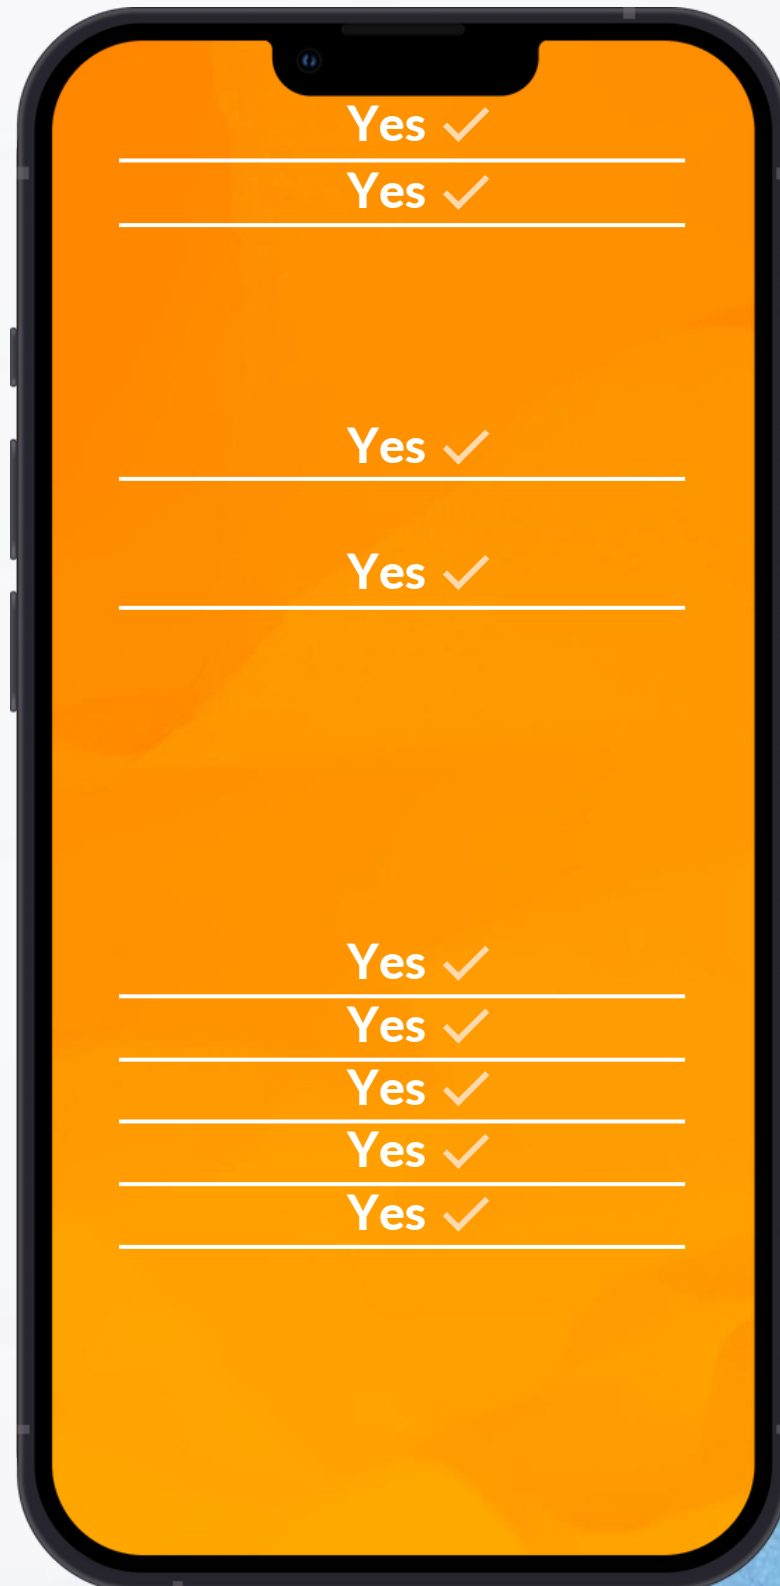 Yes ✓
Yes ✓
Yes ✓
Yes ✓
Yes ✓
Yes ✓
Yes ✓
Yes ✓
Yes ✓